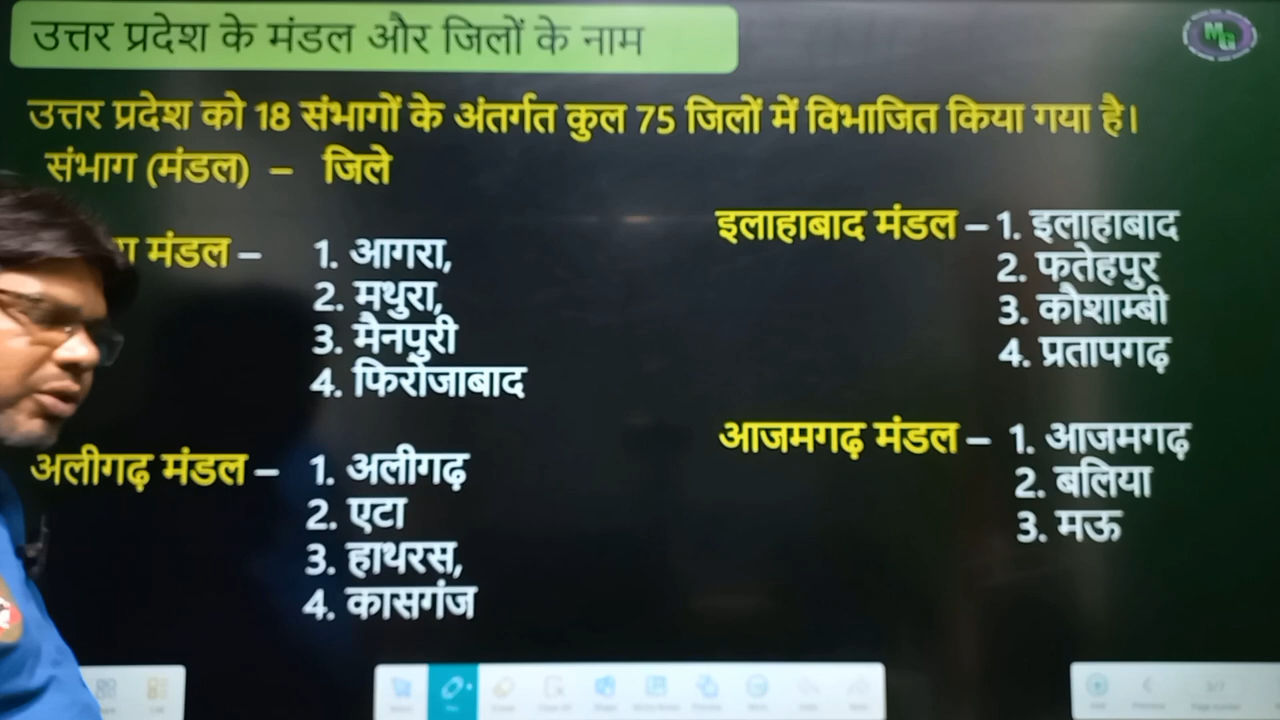 उत्तर प्रदेश के मंडल और जिलों के नाम
MG
उत्तर प्रदेश को 18 संभागों के अंतर्गत कुल 75 जिलों में विभाजित किया गया है।
संभाग (मंडल) – जिले
मंडल – 1. आगरा,
2. मथुरा,
3. मैनपुरी
4. फिरोजाबाद
अलीगढ़ मंडल – 1. अलीगढ़
2. एटा
3. हाथरस,
4. कासगंज
इलाहाबाद मंडल – 1. इलाहाबाद
2. फतेहपुर
3. कौशाम्बी
4. प्रतापगढ़
आजमगढ़ मंडल – 1. आजमगढ़
2. बलिया
3. मऊ